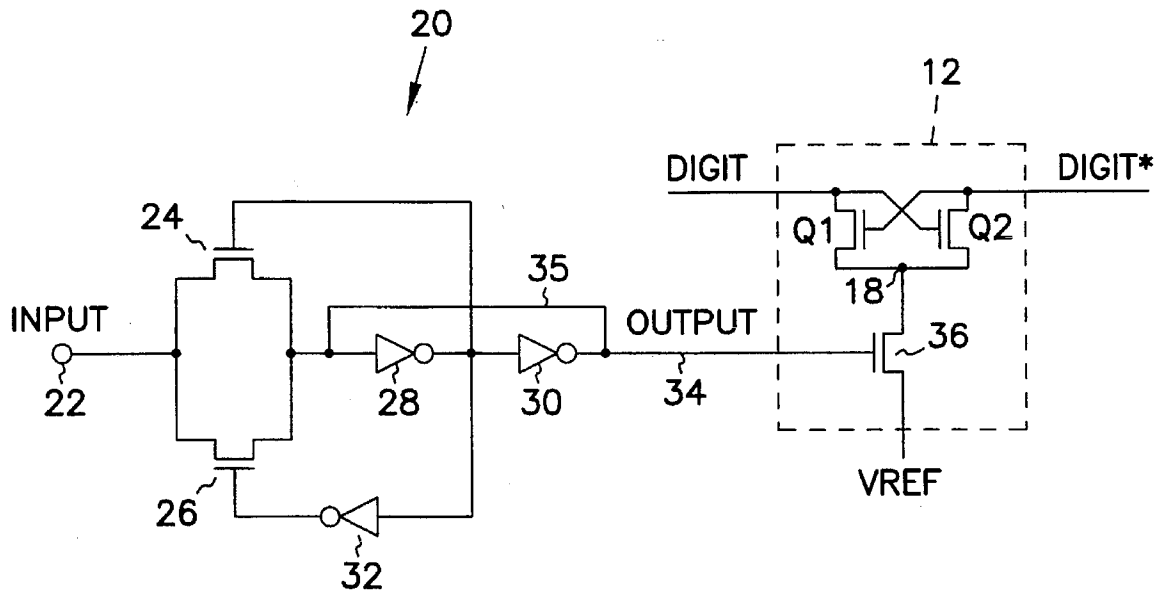 20
12
DIGIT
DIGIT*
24
Q1
Q2
35
18
INPUT
OUTPUT
36
22
28
30
34
VREF
26
32